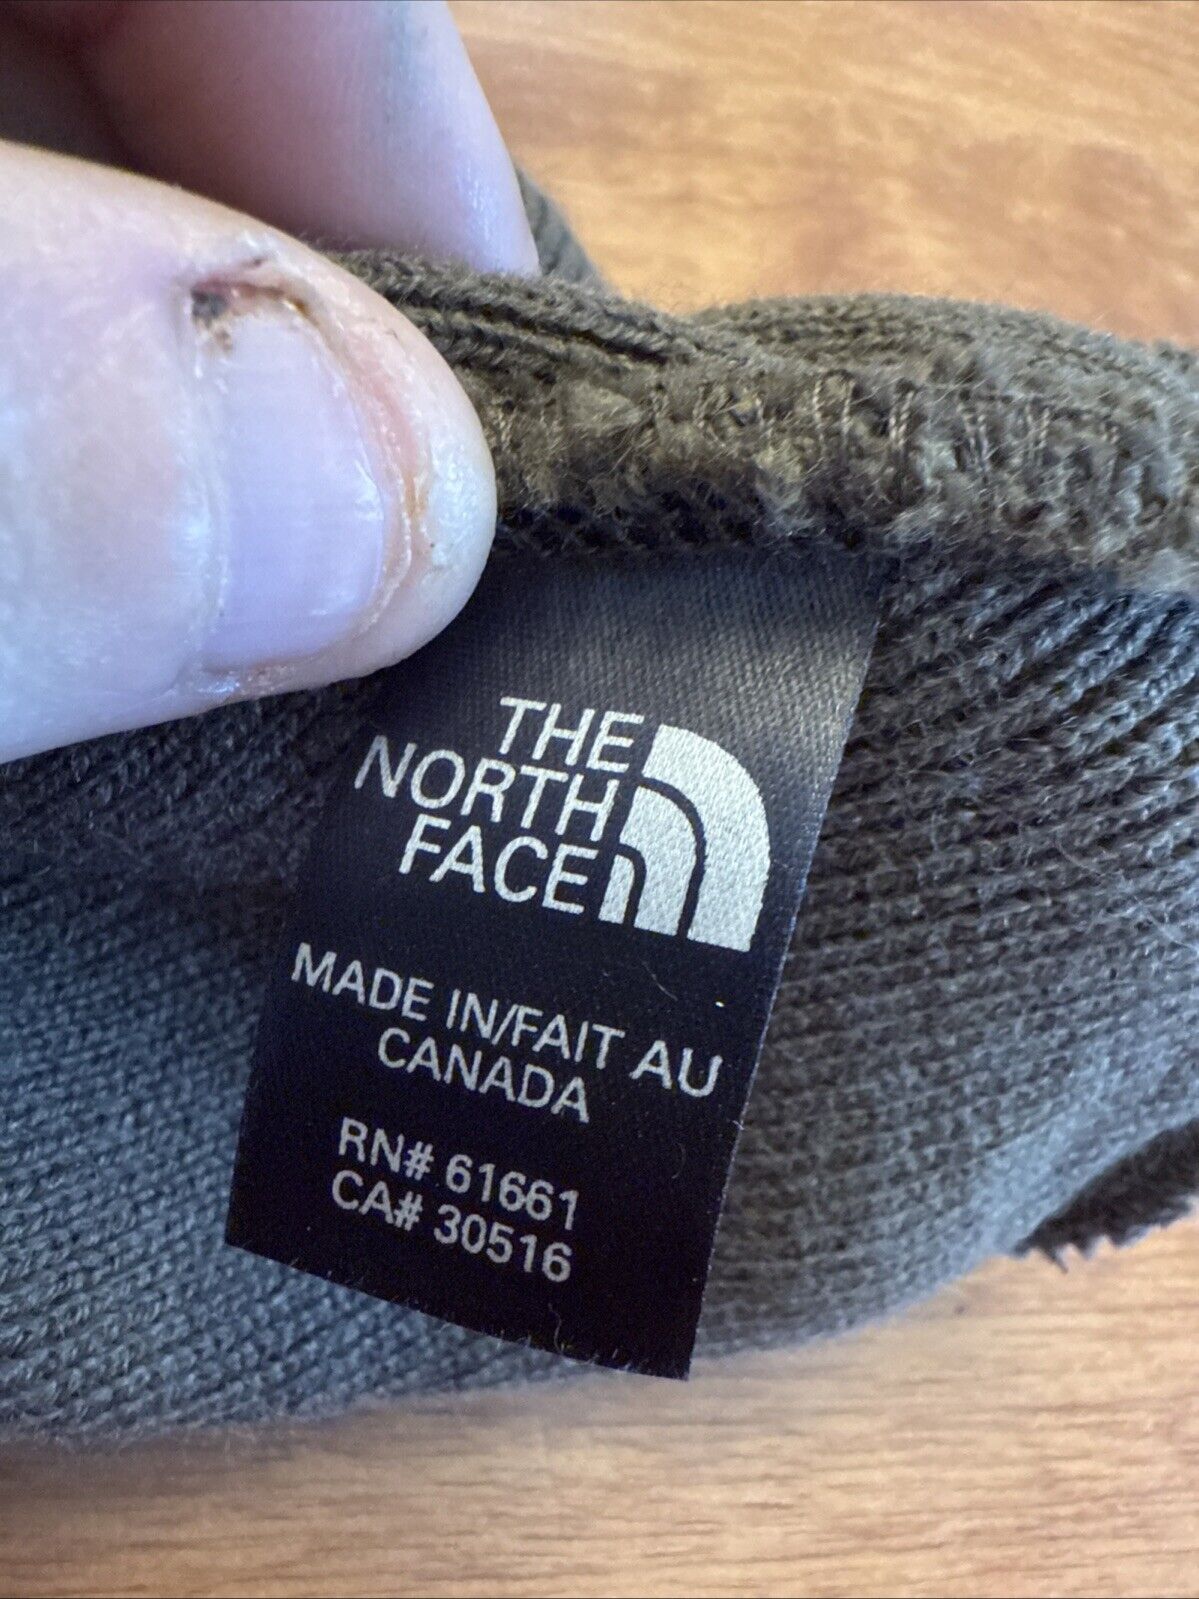 THE
NORTH
FACE
MADE IN/FAIT AU
CANADA
RN# 61661
CA# 30516